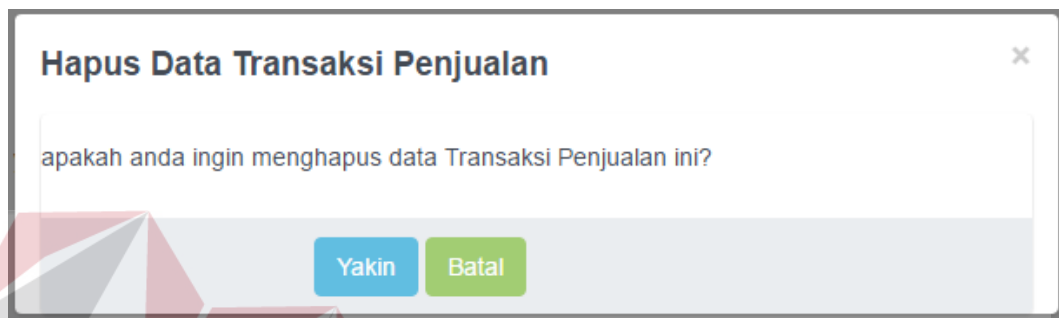 Hapus Data Transaksi Penjualan ×
apakah anda ingin menghapus data Transaksi Penjualan ini?
Yakin Batal